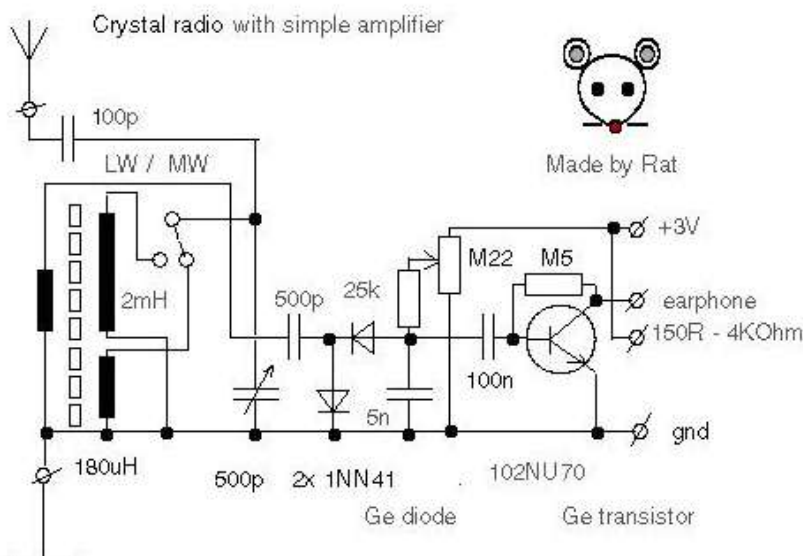 Crystal radio with simple amplifier
100p
LW / MW
Made by Rat
+3V
M22
M5
2mH
500p
25k
earphone
150R - 4KOhm
100n
5n
gnd
180uH
500p
2x 1NN41
.
102NU70
Ge diode
Ge transistor